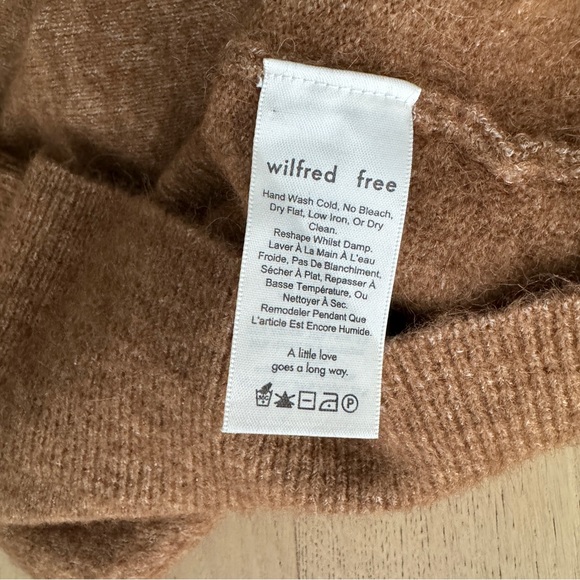 wilfred free
Hand Wash Cold, No Bleach,
Dry Flat, Low Iron, Or Dry
Clean.
Reshape Whilst Damp.
Laver À La Main À L'eau
Froide, Pas De Blanchiment,
Sécher À Plat, Repasser À
Basse Température, Ou
Nettoyer À Sec.
Remodeler Pendant Que
L'article Est Encore Humide.
A little love
goes a long way.
P